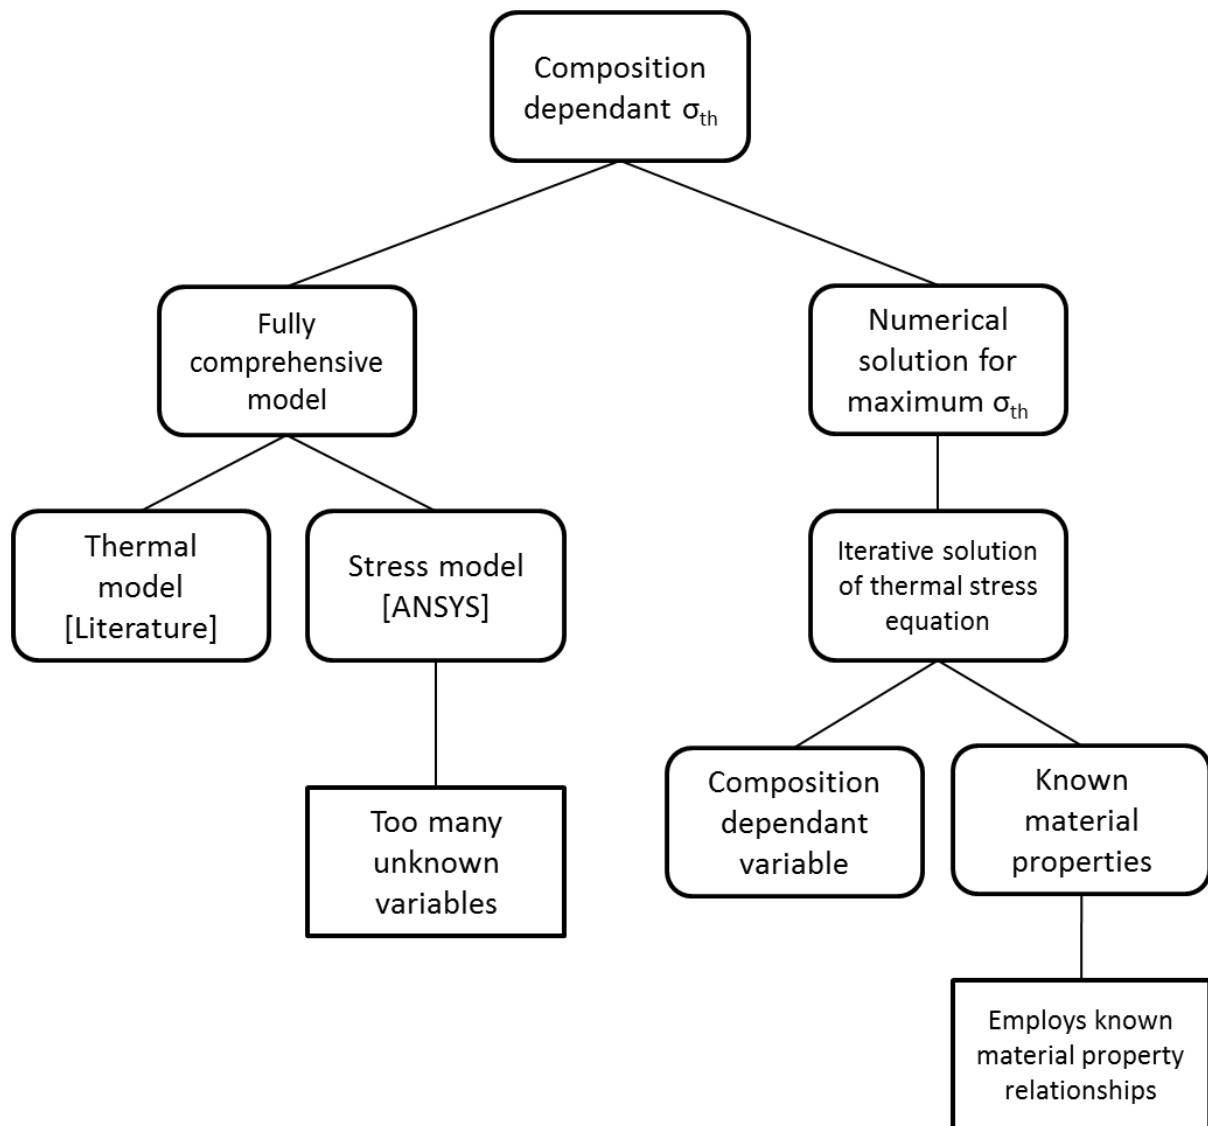 Composition
dependant σth
Fully
comprehensive
model
Numerical
solution for
maximum σth
Thermal
model
[Literature]
Stress model
[ANSYS]
Iterative solution
of thermal stress
equation
Too many
unknown
variables
Composition
dependant
variable
Known
material
properties
Employs known
material property
relationships